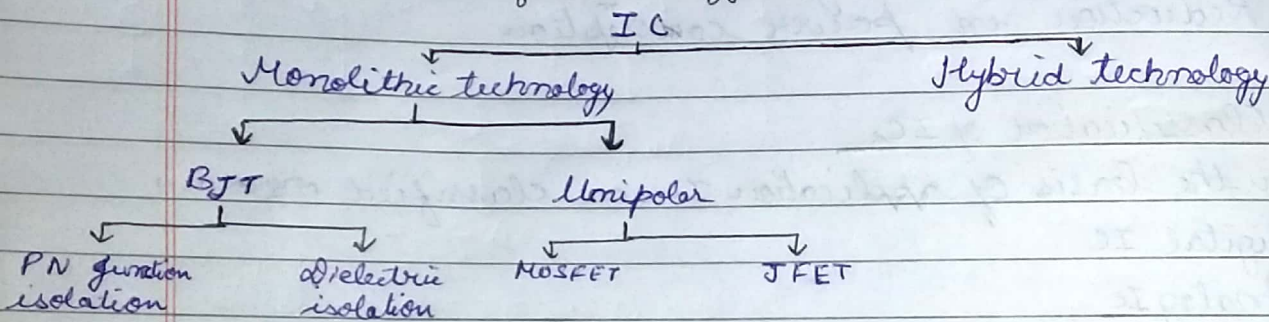 IC
Monolithic technology
Hybrid technology
BJT
Unipolar
PN junction
isolation
Dielectric
isolation
MOSFET
JFET